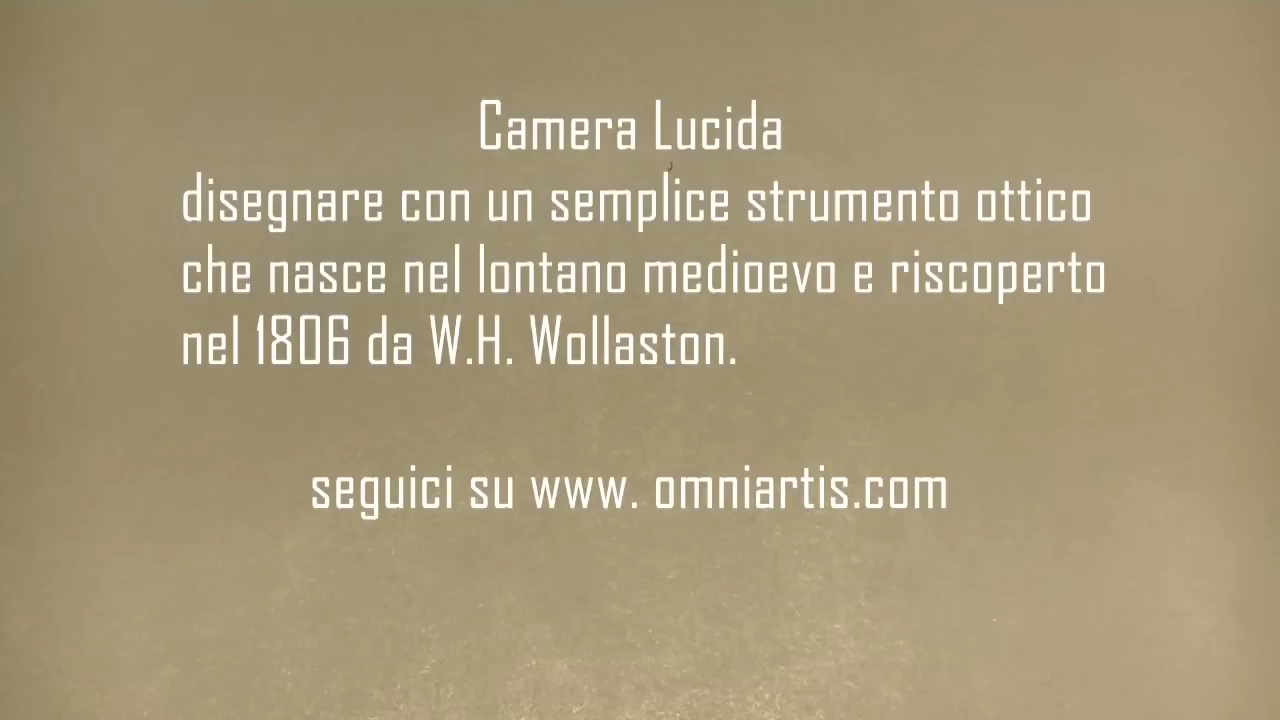 Camera Lucida
disegnare con un semplice strumento ottico
che nasce nel lontano medioevo e riscoperto
nel 1806 da W.H. Wollaston.
seguici su www. omniartis.com